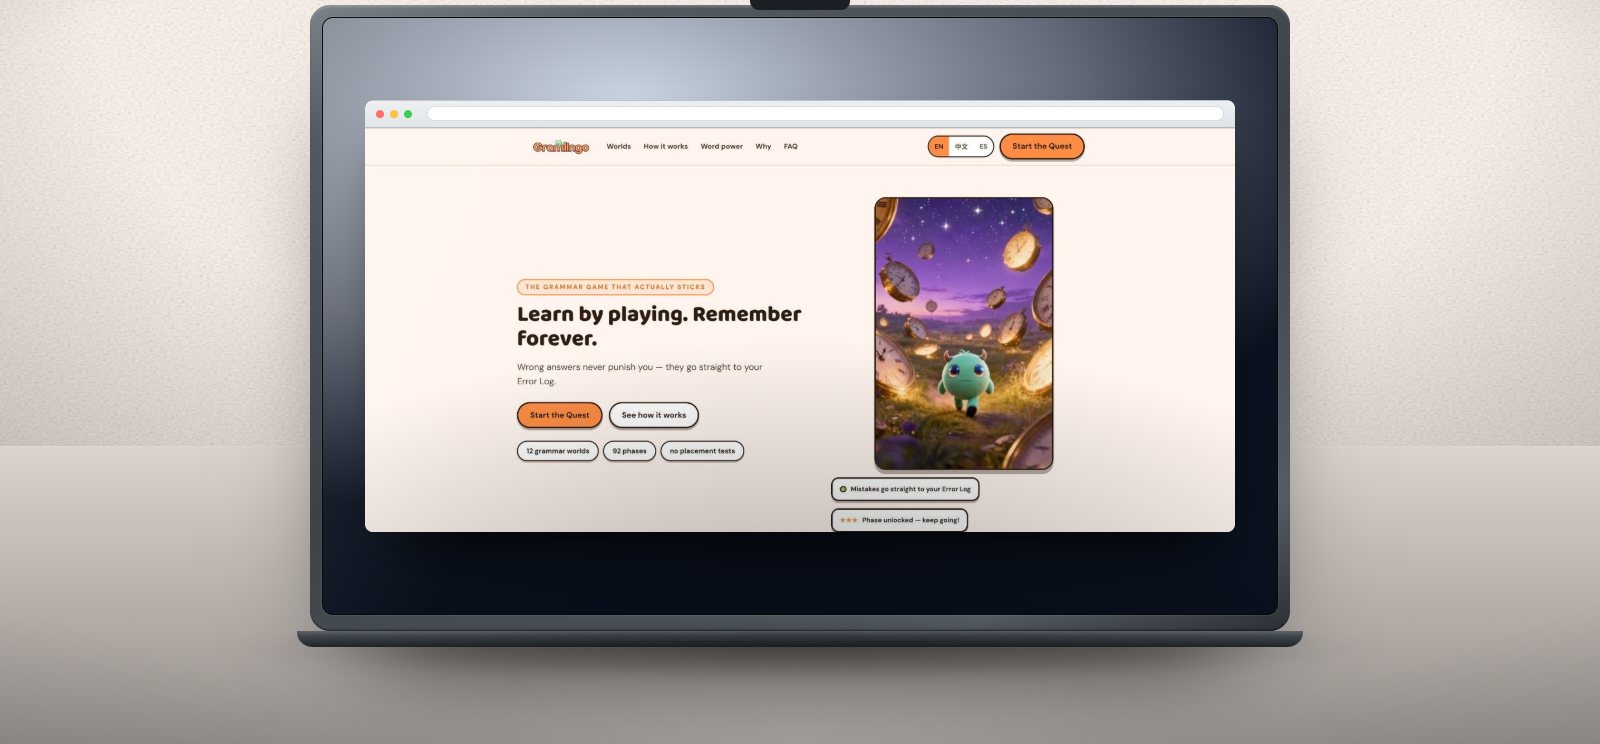 Gramlingo
Worlds
How it works
Word power
Why
FAQ
EN
中文
ES
Start the Quest
THE GRAMMAR GAME THAT ACTUALLY STICKS
Learn by playing. Remember
forever.
Wrong answers never punish you — they go straight to your
Error Log.
Start the Quest
See how it works
12 grammar worlds
92 phases
no placement tests
Mistakes go straight to your Error Log
★★★ Phase unlocked — keep going!